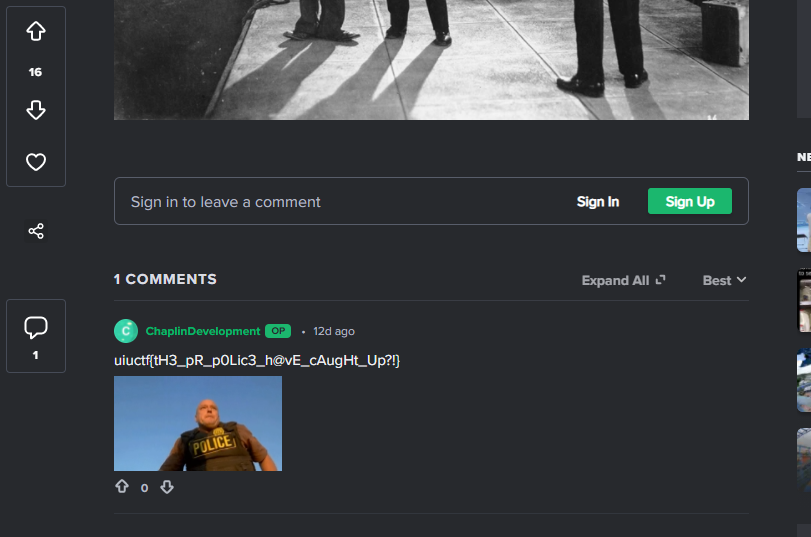 16
Sign in to leave a comment
Sign In
Sign Up
1 COMMENTS
Expand All
Best
NE
1
C
ChaplinDevelopment OP • 12d ago
uiuctf{tH3_pR_p0Lic3_h@vE_cAugHt_Up?!}
POLICE
0